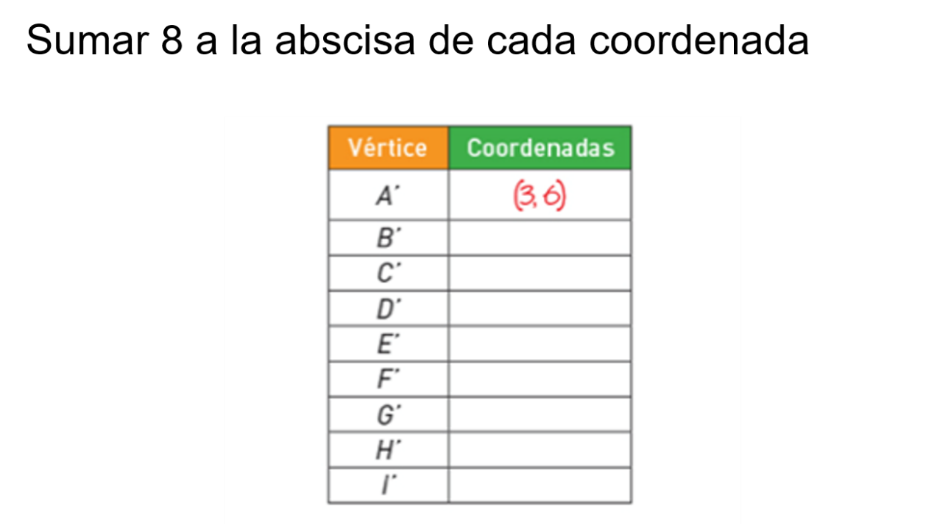 Sumar 8 a la abscisa de cada coordenada
Vértice Coordenadas
A' (3, 6)
B'
C'
D'
E'
F'
G'
H'
I'